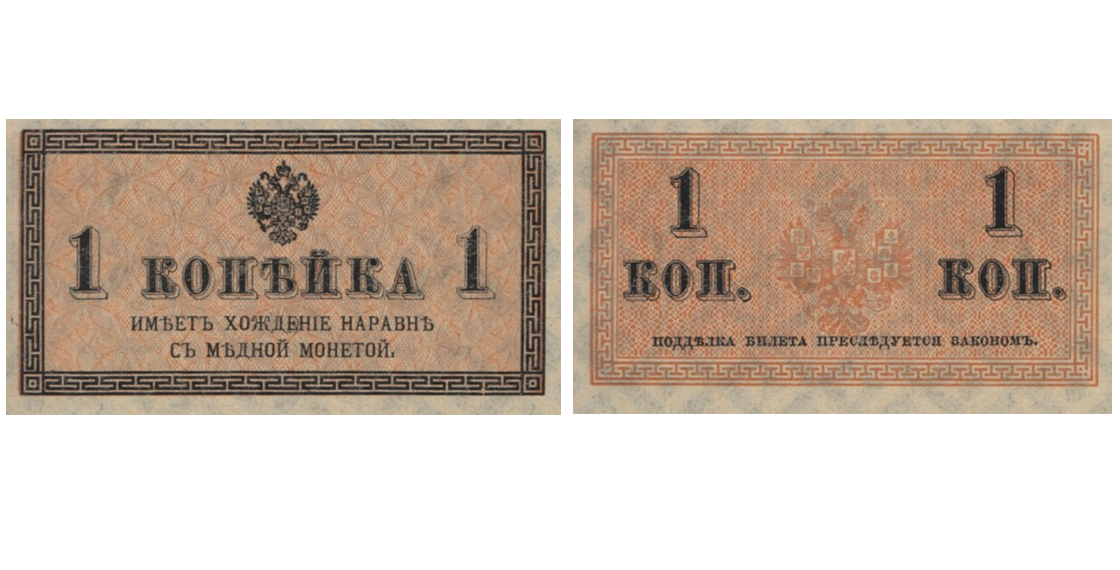 1 КОПѢЙКА 1
ИМѢЕТЪ ХОЖДЕНІЕ НАРАВНѢ
СЪ МѢДНОЙ МОНЕТОЙ.
1 1
КОП. КОП.
ПОДДѢЛКА БИЛЕТА ПРЕСЛѢДУЕТСЯ ЗАКОНОМЪ.